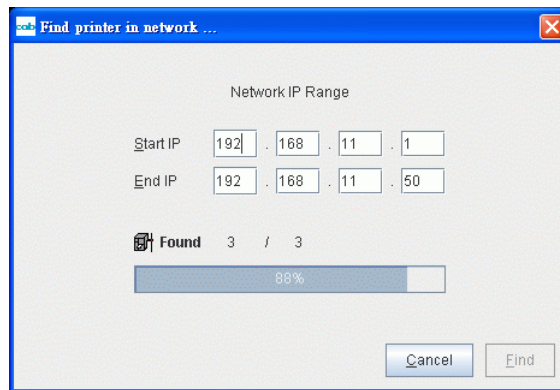 cab Find printer in network ...
Network IP Range
Start IP 192 . 168 . 11 . 1
End IP 192 . 168 . 11 . 50
Found 3 / 3
88%
Cancel Find